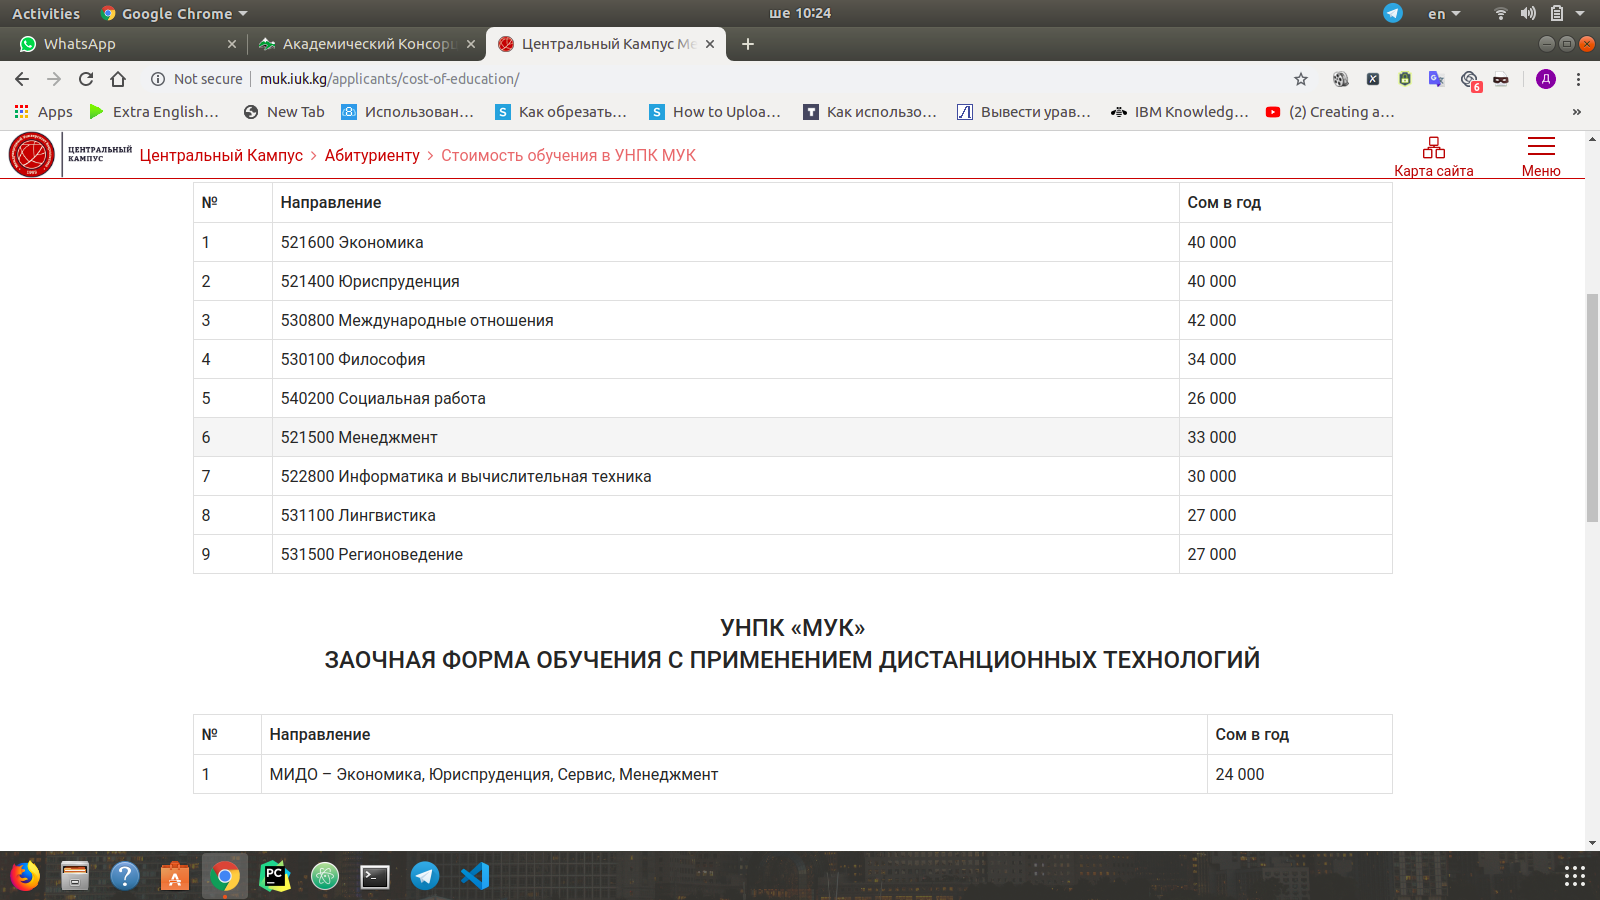 Activities Google Chrome ше 10:24 en
WhatsApp Академический Консорц Центральный Кампус Ме
Not secure muk.iuk.kg/applicants/cost-of-education/ 6 Д
Apps Extra English... New Tab Использован... Как обрезать... How to Uploa... Как использо... Вывести урав... IBM Knowledg... (2) Creating a... »
ЦЕНТРАЛЬНЫЙ
КАМПУС
Центральный Кампус > Абитуриенту > Стоимость обучения в УНПК МУК Карта сайта Меню
№ Направление Сом в год
1 521600 Экономика 40 000
2 521400 Юриспруденция 40 000
3 530800 Международные отношения 42 000
4 530100 Философия 34 000
5 540200 Социальная работа 26 000
6 521500 Менеджмент 33 000
7 522800 Информатика и вычислительная техника 30 000
8 531100 Лингвистика 27 000
9 531500 Регионоведение 27 000
УНПК «МУК»
ЗАОЧНАЯ ФОРМА ОБУЧЕНИЯ С ПРИМЕНЕНИЕМ ДИСТАНЦИОННЫХ ТЕХНОЛОГИЙ
№ Направление Сом в год
1 МИДО – Экономика, Юриспруденция, Сервис, Менеджмент 24 000
PC